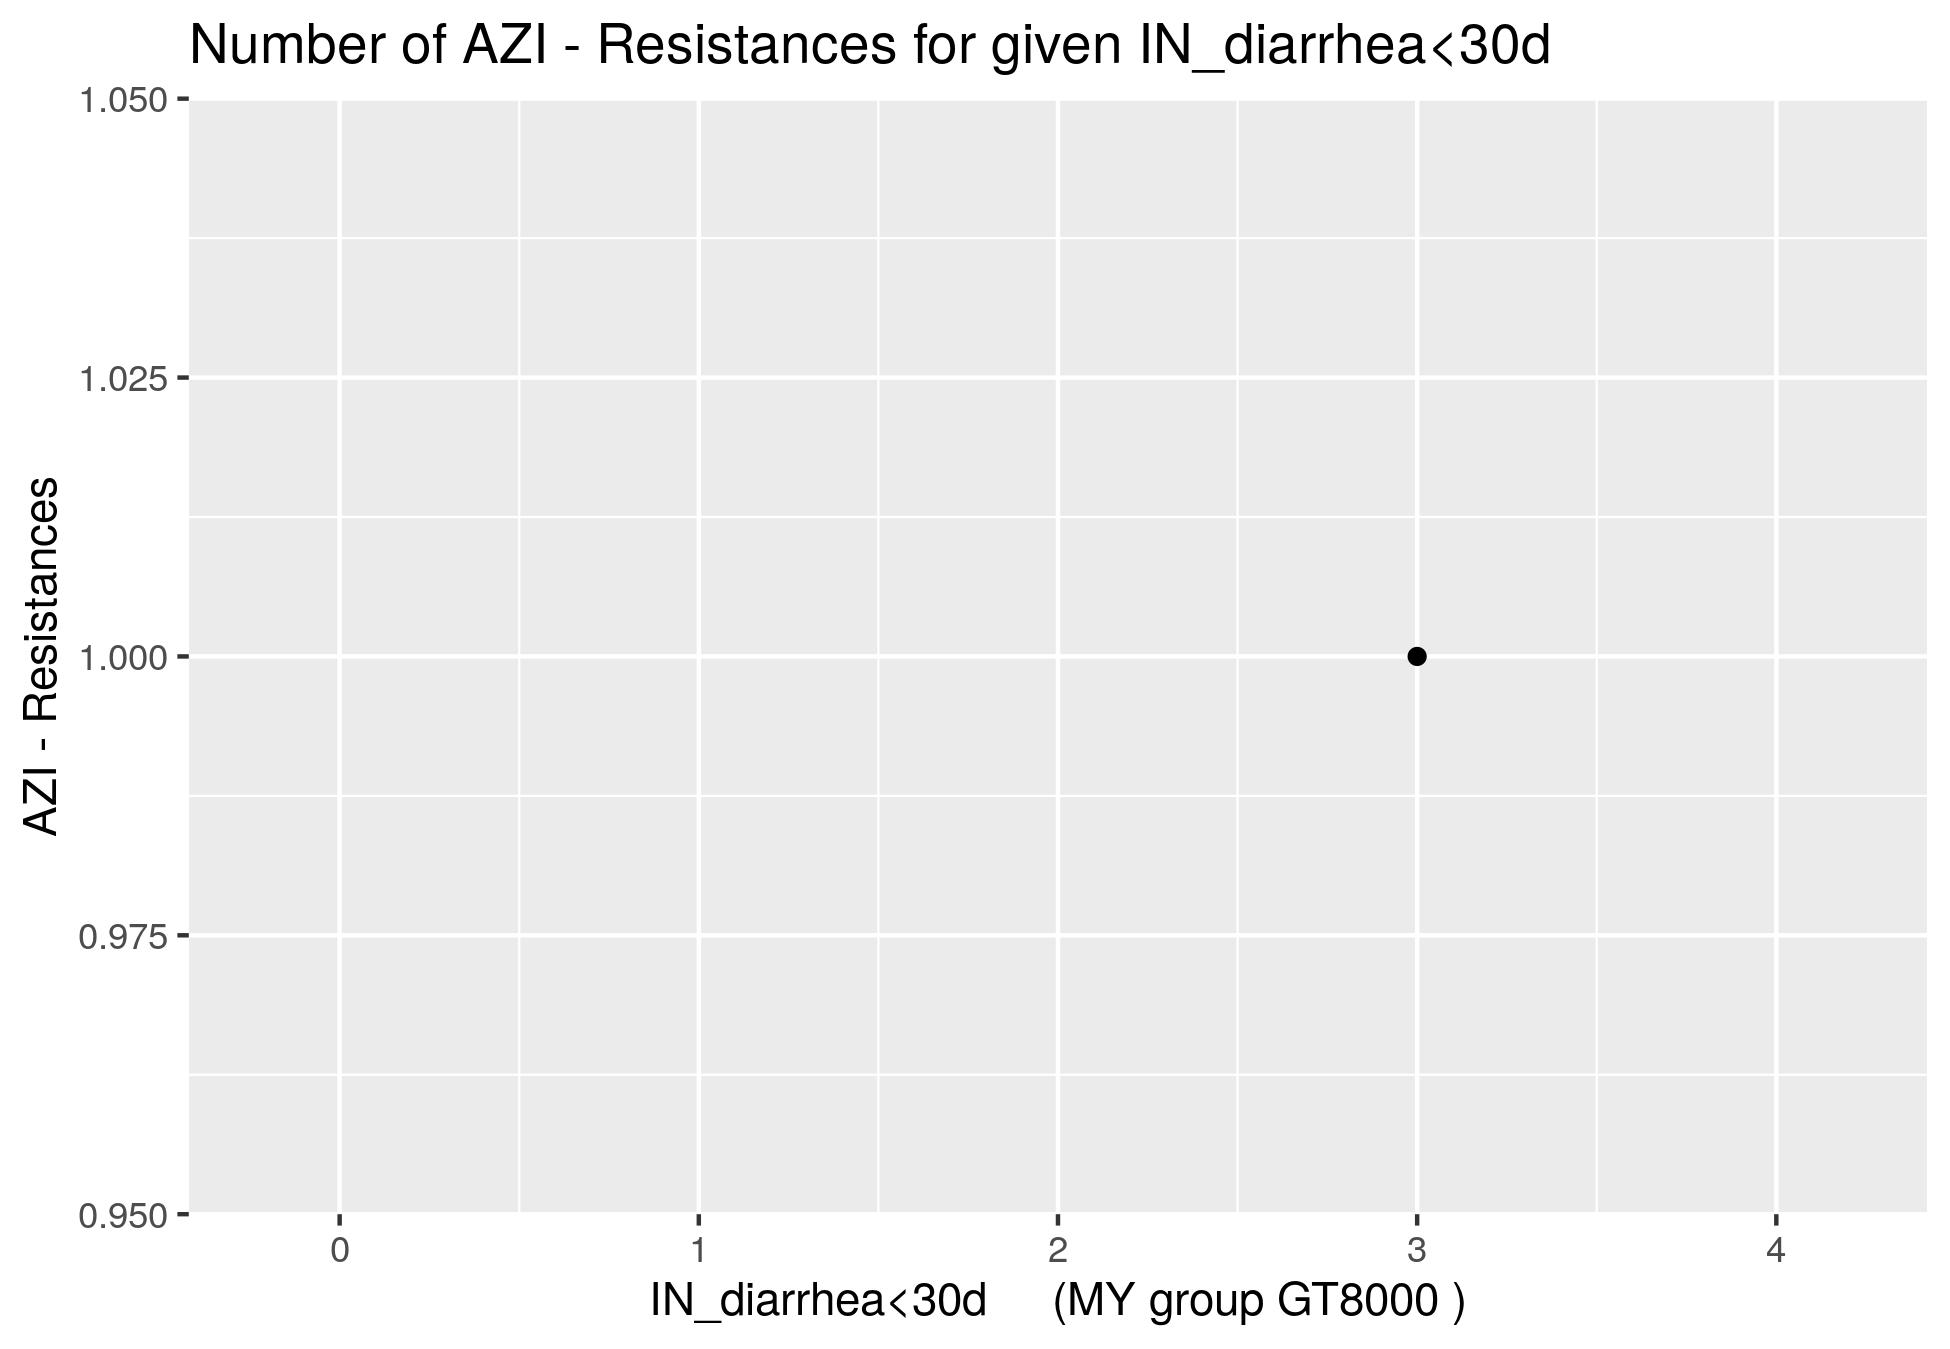 Number of AZI - Resistances for given IN_diarrhea<30d
1.050
1.025
1.000
0.975
0.950
AZI - Resistances
0 1 2 3 4
IN_diarrhea<30d (MY group GT8000 )